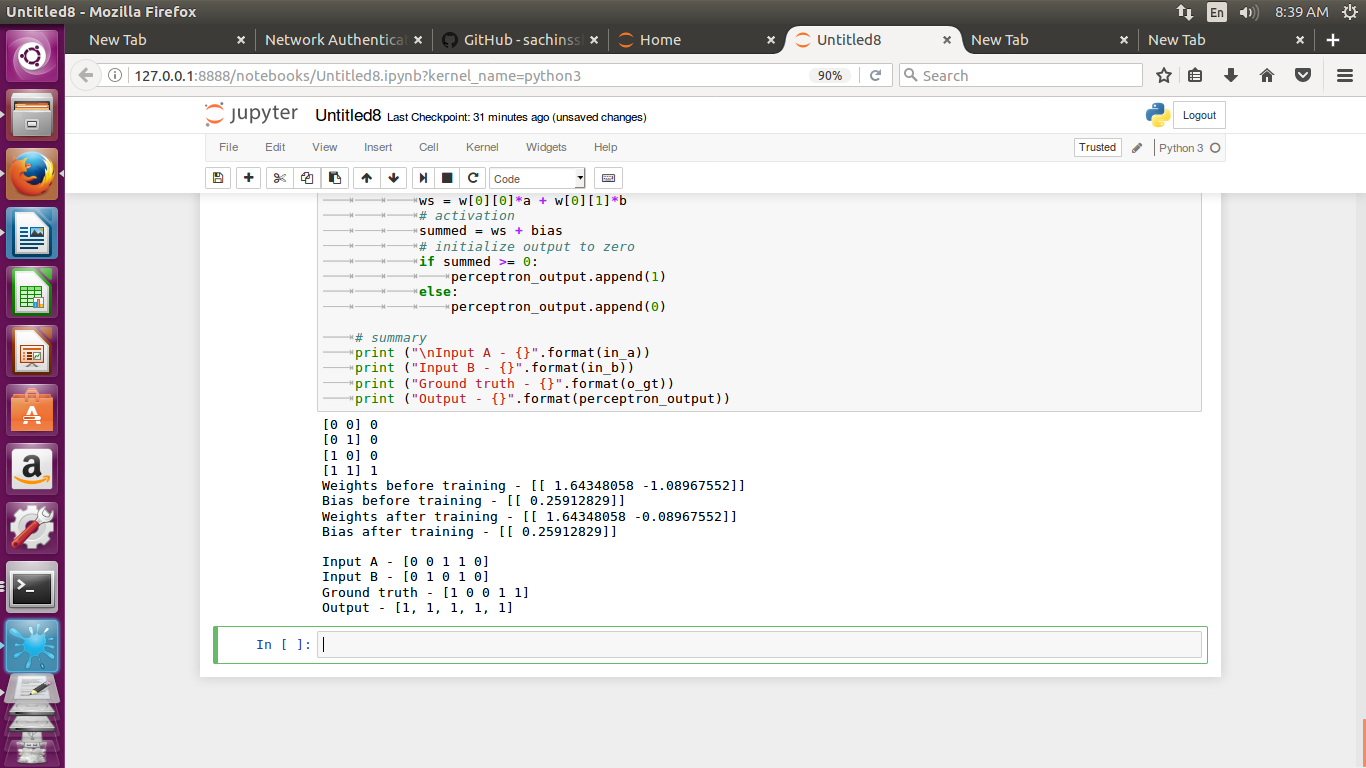 Untitled8 - Mozilla Firefox
En
8:39 AM
New Tab
Network Authentica
GitHub - sachinss
Home
Untitled8
New Tab
New Tab
127.0.0.1:8888/notebooks/Untitled8.ipynb?kernel_name=python3
90%
Search
jupyter
Untitled8
Last Checkpoint: 31 minutes ago (unsaved changes)
Logout
File
Edit
View
Insert
Cell
Kernel
Widgets
Help
Trusted
Python 3
Code
ws = w[0][0]*a + w[0][1]*b
# activation
summed = ws + bias
# initialize output to zero
if summed >= 0:
perceptron_output.append(1)
else:
perceptron_output.append(0)
# summary
print ("\nInput A - {}".format(in_a))
print ("Input B - {}".format(in_b))
print ("Ground truth - {}".format(o_gt))
print ("Output - {}".format(perceptron_output))
[0 0] 0
[0 1] 0
[1 0] 0
[1 1] 1
Weights before training - [[ 1.64348058 -1.08967552]]
Bias before training - [[ 0.25912829]]
Weights after training - [[ 1.64348058 -0.08967552]]
Bias after training - [[ 0.25912829]]
Input A - [0 0 1 1 0]
Input B - [0 1 0 1 0]
Ground truth - [1 0 0 1 1]
Output - [1, 1, 1, 1, 1]
In [ ]: